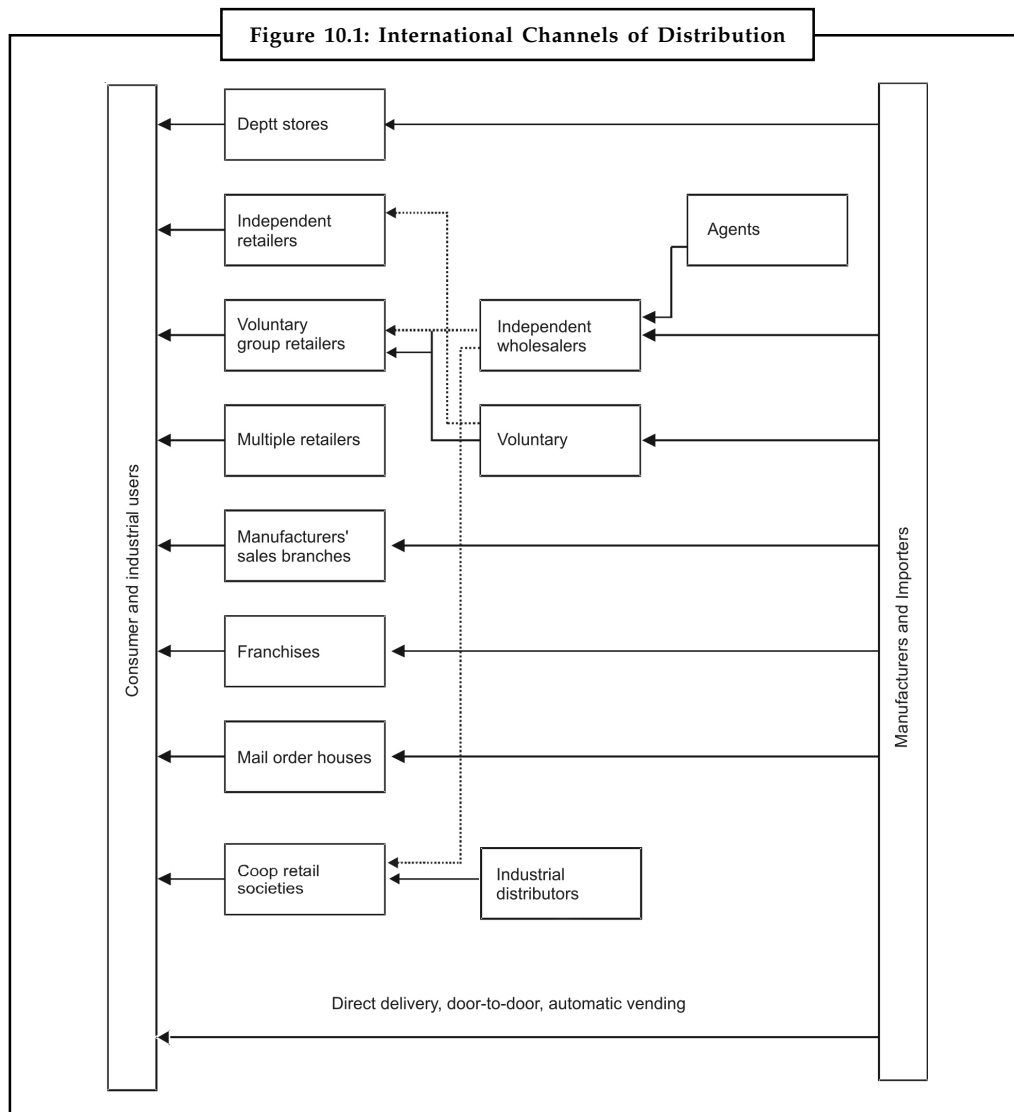 Figure 10.1: International Channels of Distribution
Deptt stores
Independent
retailers
Agents
Voluntary
group retailers
Independent
wholesalers
Multiple retailers
Voluntary
Manufacturers'
sales branches
Franchises
Mail order houses
Coop retail
societies
Industrial
distributors
Direct delivery, door-to-door, automatic vending
Consumer and industrial users
Manufacturers and Importers